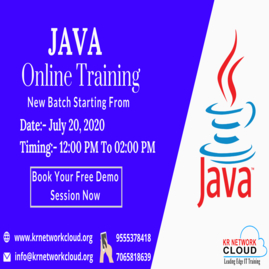 JAVA
Online Training
New Batch Starting From
Date:- July 20, 2020
Timing:- 12:00 PM To 02:00 PM
Book Your Free Demo
Session Now
Java
www.krnetworkcloud.org
9555378418
info@krnetworkcloud.org
7065818639
KR NETWORK
CLOUD
Leading Edge IT Training